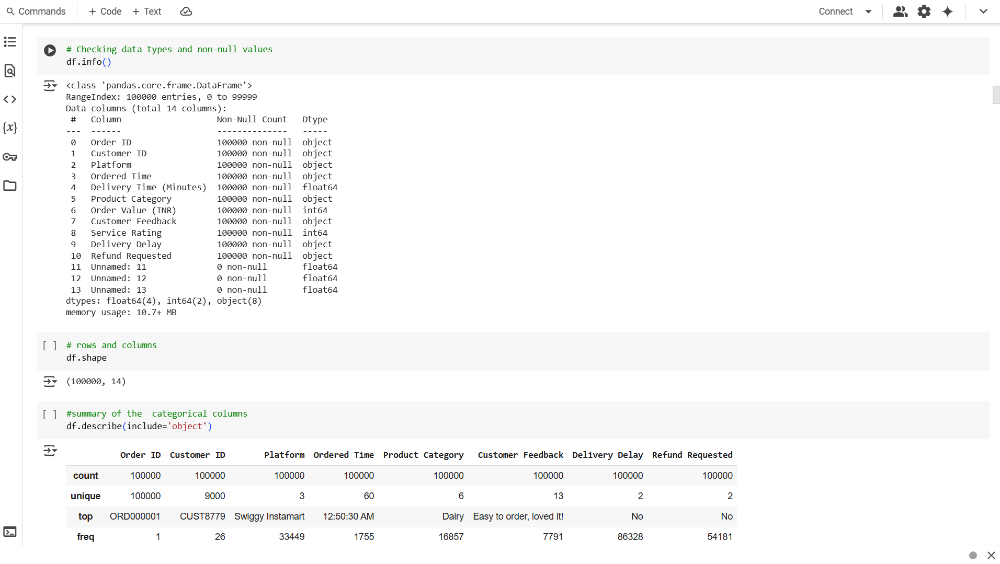 Commands + Code + Text Connect
# Checking data types and non-null values
df.info()
<class 'pandas.core.frame.DataFrame'>
RangeIndex: 100000 entries, 0 to 99999
Data columns (total 14 columns):
 #   Column                   Non-Null Count   Dtype
---  ------                   --------------   -----
 0   Order ID                 100000 non-null  object
 1   Customer ID              100000 non-null  object
 2   Platform                 100000 non-null  object
 3   Ordered Time             100000 non-null  object
 4   Delivery Time (Minutes)  100000 non-null  float64
 5   Product Category         100000 non-null  object
 6   Order Value (INR)        100000 non-null  int64
 7   Customer Feedback        100000 non-null  object
 8   Service Rating           100000 non-null  int64
 9   Delivery Delay           100000 non-null  object
 10  Refund Requested         100000 non-null  object
 11  Unnamed: 11              0 non-null       float64
 12  Unnamed: 12              0 non-null       float64
 13  Unnamed: 13              0 non-null       float64
dtypes: float64(4), int64(2), object(8)
memory usage: 10.7+ MB
[ ] # rows and columns
df.shape
(100000, 14)
[ ] #summary of the  categorical columns
df.describe(include='object')
Order ID Customer ID Platform Ordered Time Product Category Customer Feedback Delivery Delay Refund Requested
count 100000 100000 100000 100000 100000 100000 100000 100000
unique 100000 9000 3 60 6 13 2 2
top ORD000001 CUST8779 Swiggy Instamart 12:50:30 AM Dairy Easy to order, loved it! No No
freq 1 26 33449 1755 16857 7791 86328 54181